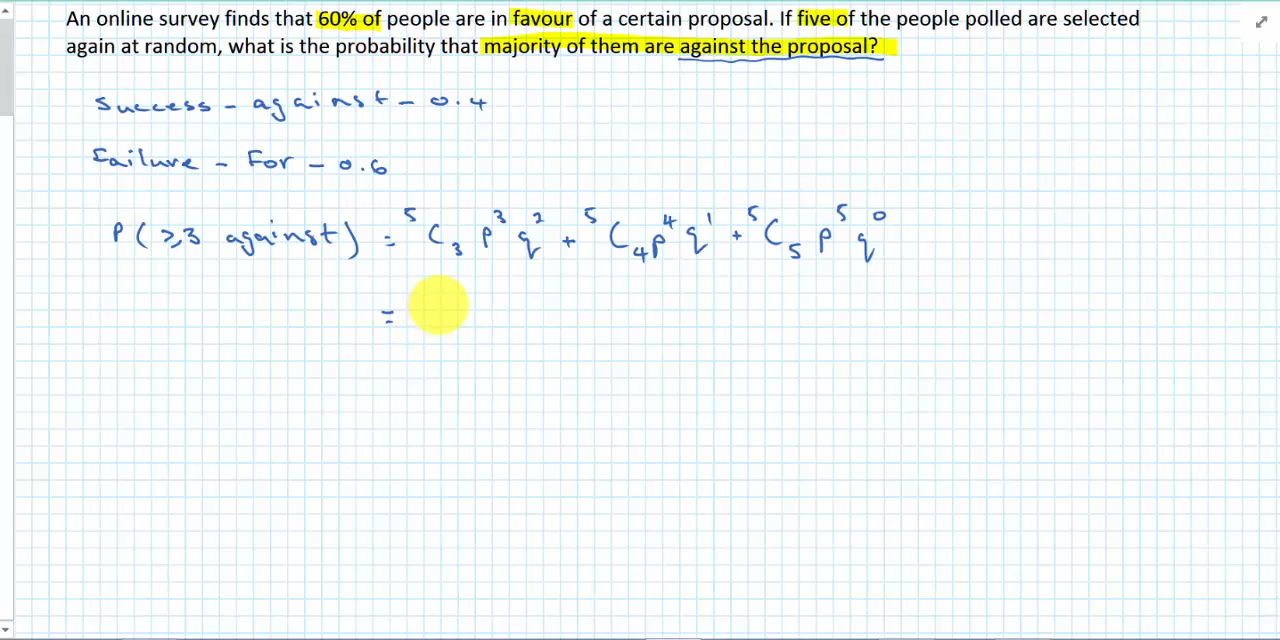 An online survey finds that 60% of people are in favour of a certain proposal. If five of the people polled are selected
again at random, what is the probability that majority of them are against the proposal?
Success - against - 0.4
Failure - For - 0.6
P(≥3 against) = ⁵C₃ p³ q² + ⁵C₄ p⁴ q¹ + ⁵C₅ p⁵ q⁰
=